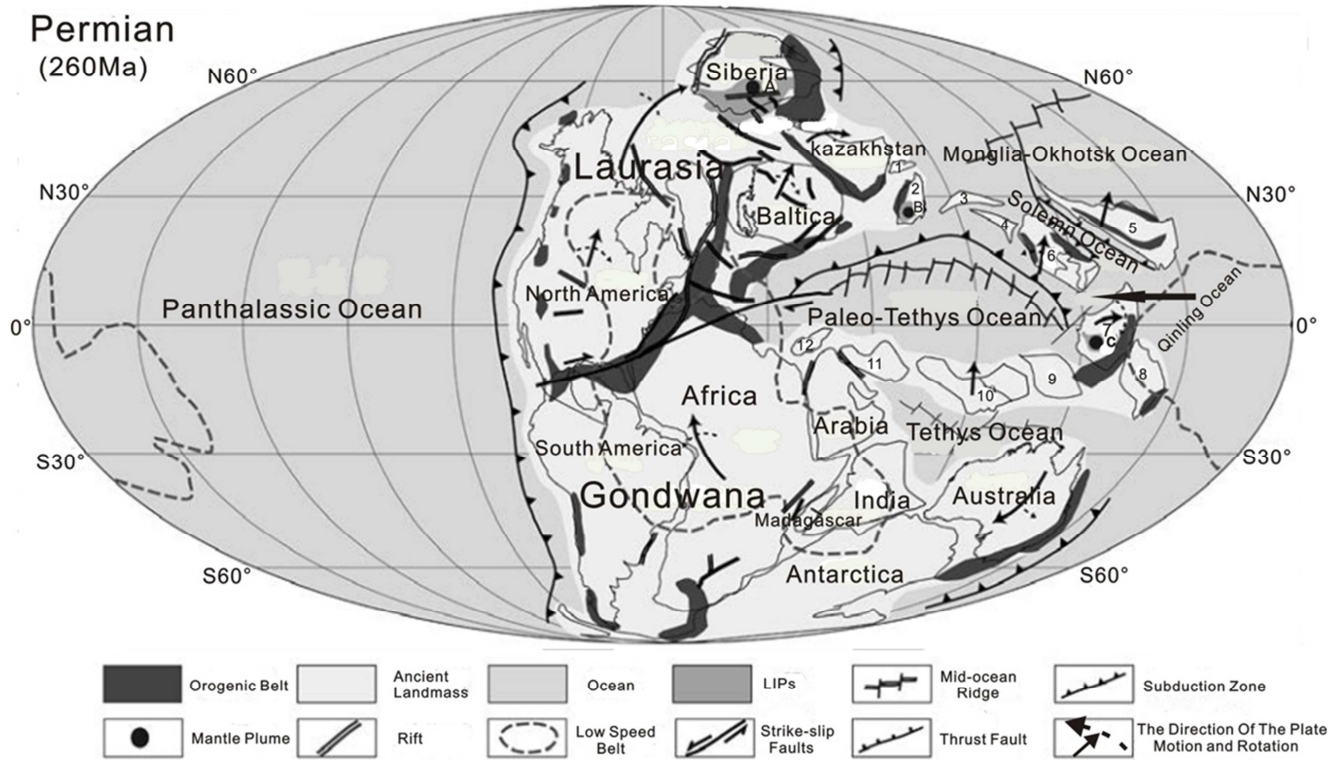 Permian
(260Ma)
N60°
N60°
Siberia
A
kazakhstan
Monglia-Okhotsk Ocean
Laurasia
1
2
B
3
4
5
6
N30°
N30°
Solemn Ocean
Baltica
North America
Panthalassic Ocean
Paleo-Tethys Ocean
Qinling Ocean
0°
0°
7
c
8
9
10
11
12
Africa
Arabia
Tethys Ocean
South America
S30°
S30°
Gondwana
India
Australia
Madagascar
Antarctica
S60°
S60°
Orogenic Belt
Ancient
Landmass
Ocean
LIPs
Mid-ocean
Ridge
Subduction Zone
Mantle Plume
Rift
Low Speed
Belt
Strike-slip
Faults
Thrust Fault
The Direction Of The Plate
Motion and Rotation